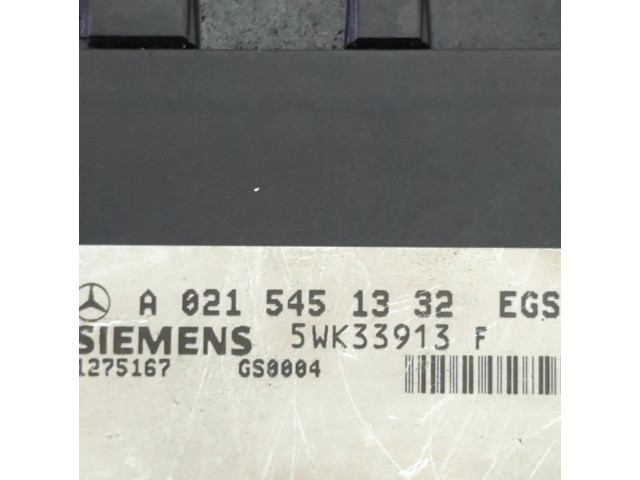 A 021 545 13 32 EGS
SIEMENS 5WK33913 F
1275167 GS0004